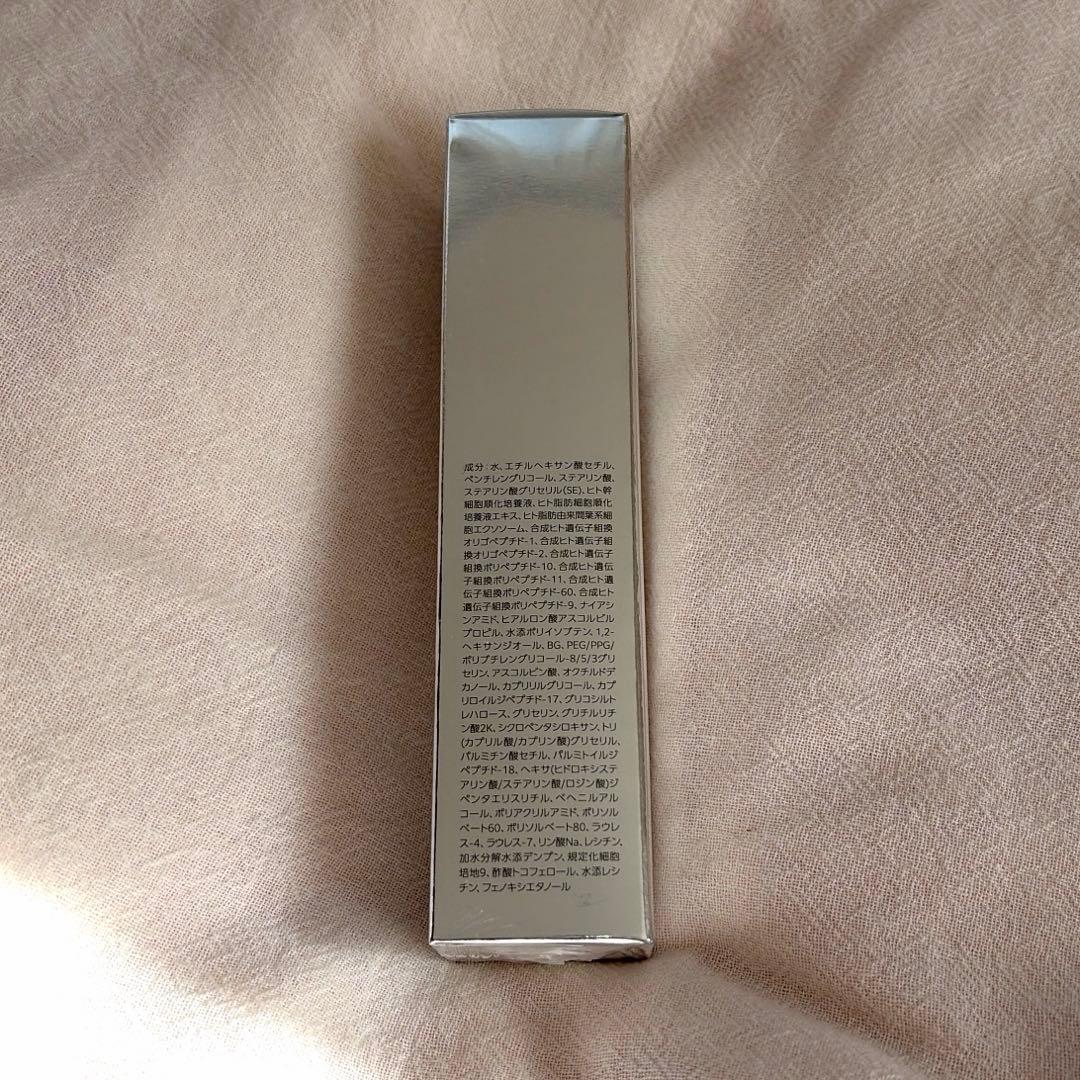 成分:水、エチルヘキサン酸セチル、
ペンチレングリコール、ステアリン酸、
ステアリン酸グリセリル(SE)、ヒト幹
細胞順化培養液、ヒト脂肪細胞順化
培養液エキス、ヒト脂肪由来間葉系細
胞エクソソーム、合成ヒト遺伝子組換
オリゴペプチド-1、合成ヒト遺伝子組
換オリゴペプチド-2、合成ヒト遺伝子
組換ポリペプチド-10、合成ヒト遺伝
子組換ポリペプチド-11、合成ヒト遺
伝子組換ポリペプチド-60、合成ヒト
遺伝子組換ポリペプチド-9、ナイアシ
ンアミド、ヒアルロン酸アスコルビル
プロピル、水添ポリイソブテン、1,2-
ヘキサンジオール、BG、PEG/PPG/
ポリブチレングリコール-8/5/3グリ
セリン、アスコルビン酸、オクチルドデ
カノール、カプリリルグリコール、カプ
リロイルジペプチド-17、グリコシルト
レハロース、グリセリン、グリチルリチ
ン酸2K、シクロペンタシロキサン、トリ
(カプリル酸/カプリン酸)グリセリル、
パルミチン酸セチル、パルミトイルジ
ペプチド-18、ヘキサ(ヒドロキシステ
アリン酸/ステアリン酸/ロジン酸)ジ
ペンタエリスリチル、ベヘニルアル
コール、ポリアクリルアミド、ポリソル
ベート60、ポリソルベート80、ラウレ
ス-4、ラウレス-7、リン酸Na、レシチン、
加水分解水添デンプン、規定化細胞
培地9、酢酸トコフェロール、水添レシ
チン、フェノキシエタノール